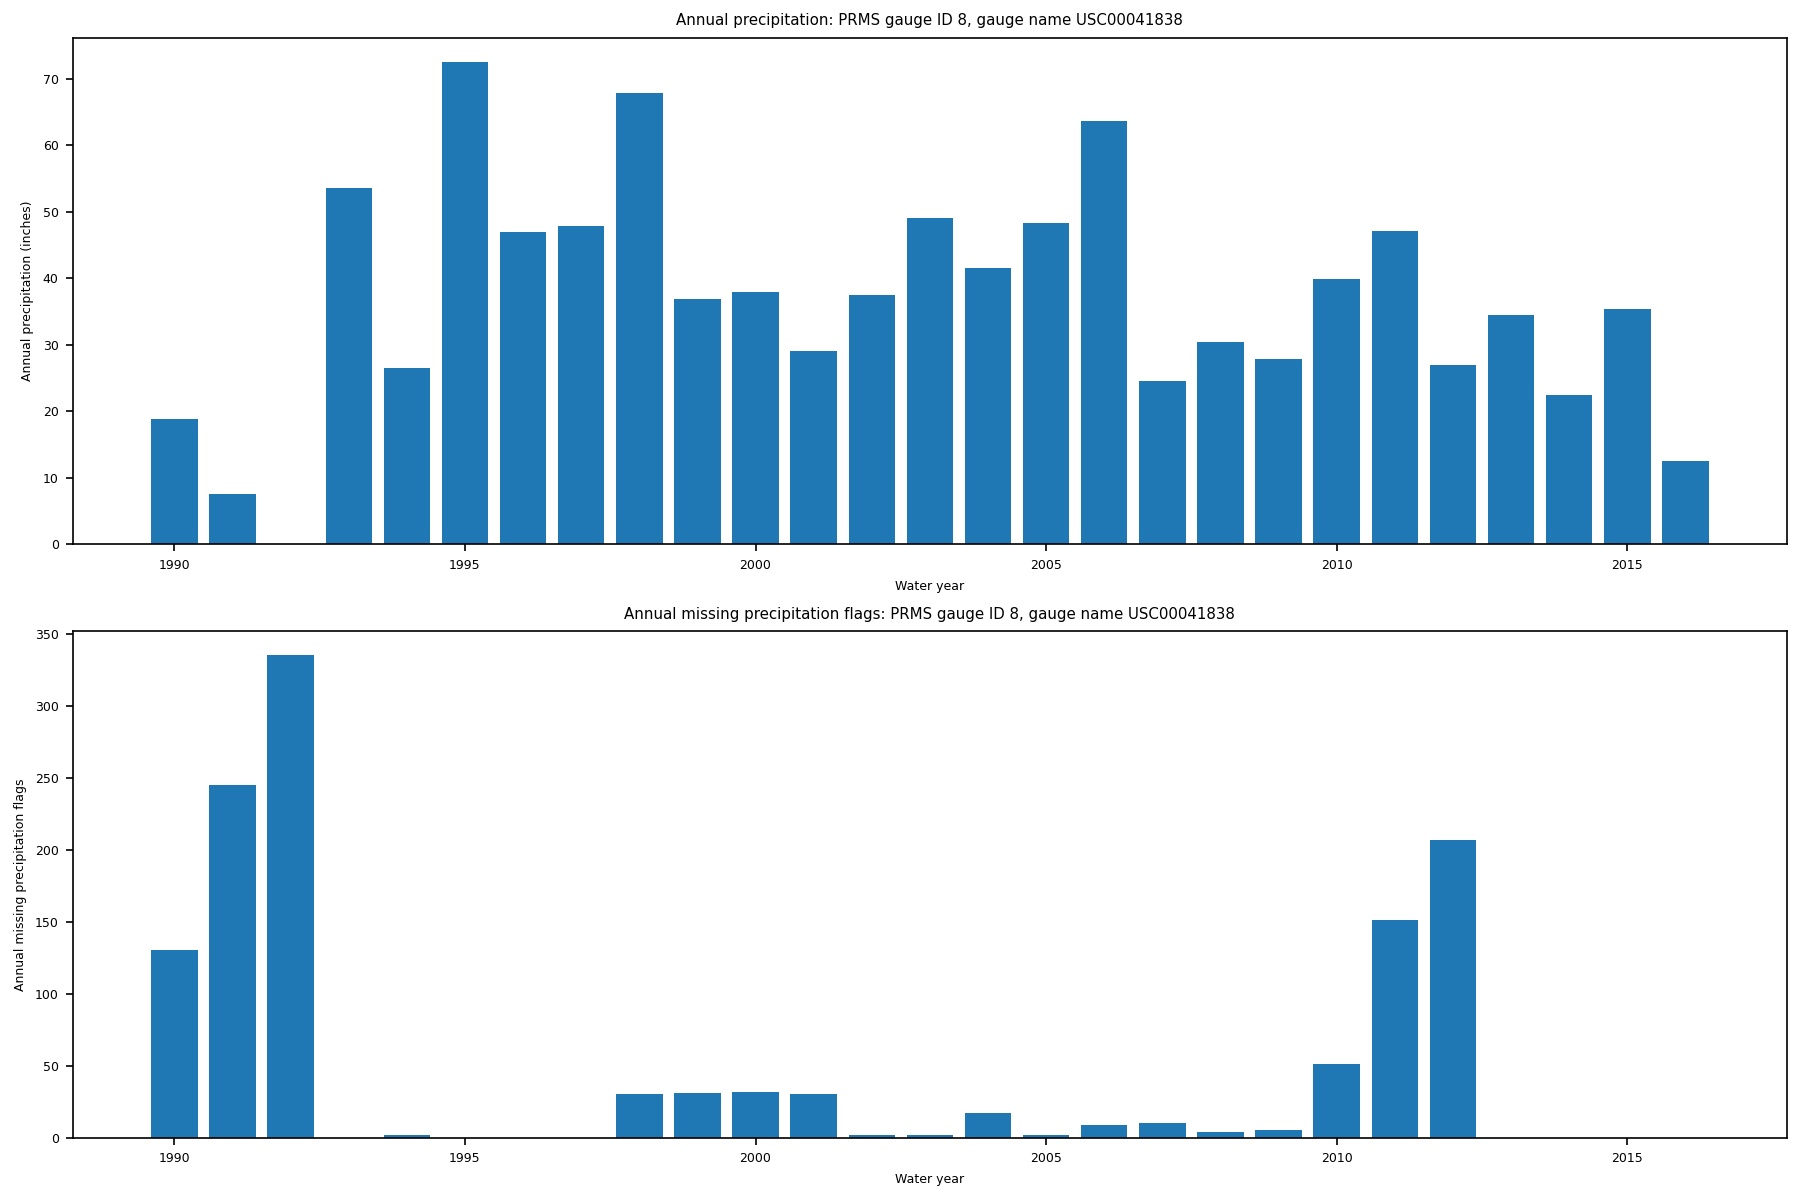 Annual precipitation: PRMS gauge ID 8, gauge name USC00041838
Annual precipitation (inches)
70
60
50
40
30
20
10
0
1990 1995 2000 2005 2010 2015
Water year
Annual missing precipitation flags: PRMS gauge ID 8, gauge name USC00041838
Annual missing precipitation flags
350
300
250
200
150
100
50
0
1990 1995 2000 2005 2010 2015
Water year